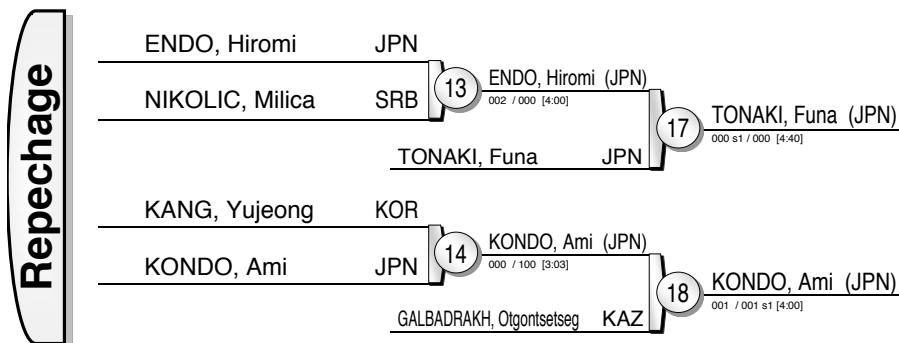 Repechage
ENDO, Hiromi JPN
NIKOLIC, Milica SRB
13
ENDO, Hiromi (JPN)
002 / 000 [4:00]
TONAKI, Funa JPN
17
TONAKI, Funa (JPN)
000 s1 / 000 [4:40]
KANG, Yujeong KOR
KONDO, Ami JPN
14
KONDO, Ami (JPN)
000 / 100 [3:03]
GALBADRAKH, Otgontsetseg KAZ
18
KONDO, Ami (JPN)
001 / 001 s1 [4:00]